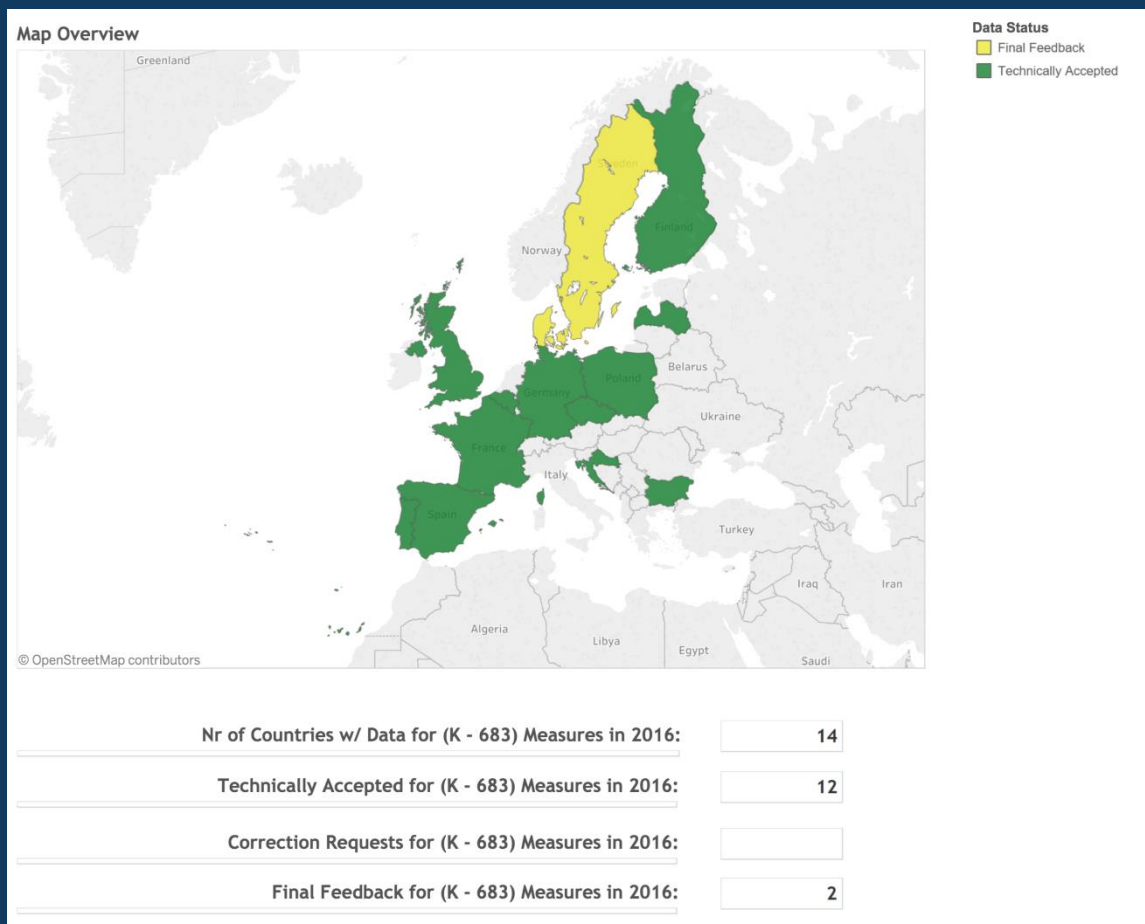 Map Overview
Data Status
Final Feedback
Technically Accepted
Greenland
Sweden
Finland
Norway
Belarus
Poland
Germany
Ukraine
France
Italy
Spain
Turkey
Iraq
Iran
Algeria
Libya
Egypt
Saudi
© OpenStreetMap contributors
Nr of Countries w/ Data for (K - 683) Measures in 2016: 14
Technically Accepted for (K - 683) Measures in 2016: 12
Correction Requests for (K - 683) Measures in 2016:
Final Feedback for (K - 683) Measures in 2016: 2